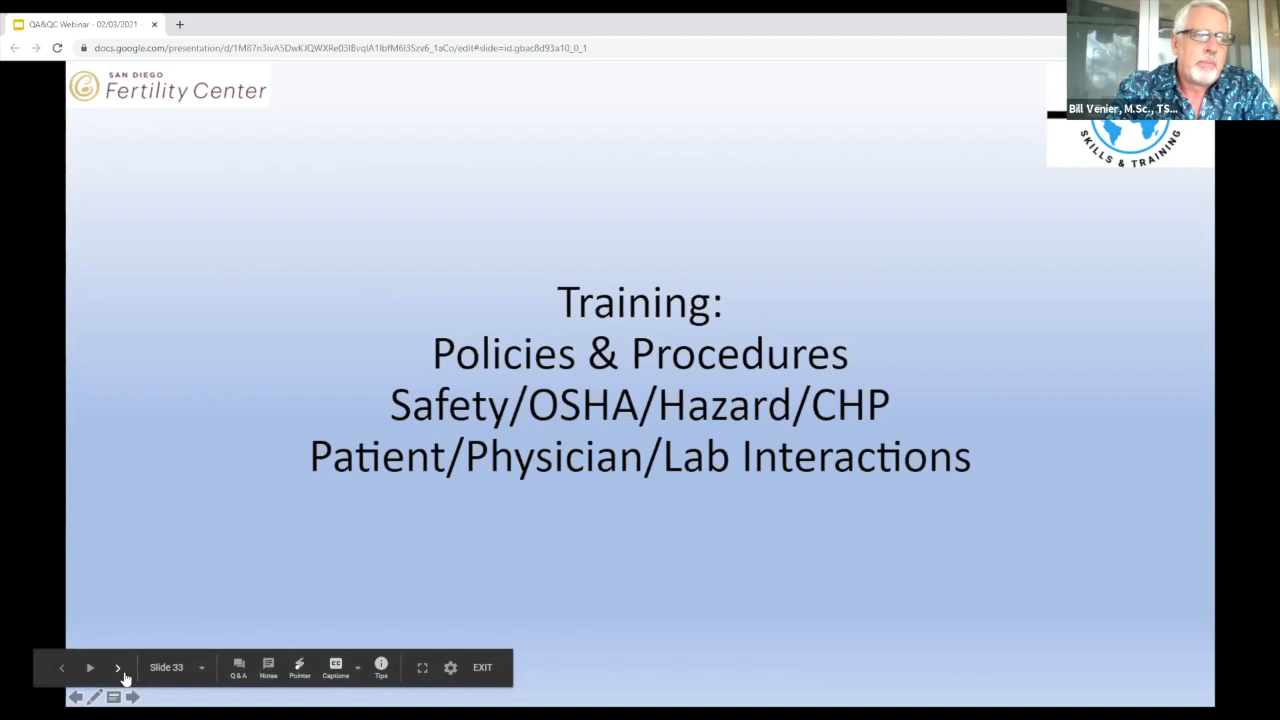 QA&QC Webinar - 02/03/2021 -
docs.google.com/presentation/d/1M87n3ivA5DwKJQWXRe03lBvqIA1lbfM6l3Szv6_1aCo/edit#slide=id.gbac8d93a10_0_1
SAN DIEGO
Fertility Center
Bill Venier, M.Sc., TS...
SKILLS & TRAINING
Training:
Policies & Procedures
Safety/OSHA/Hazard/CHP
Patient/Physician/Lab Interactions
Slide 33
Q&A
Notes
Pointer
CC
Captions
Tips
EXIT